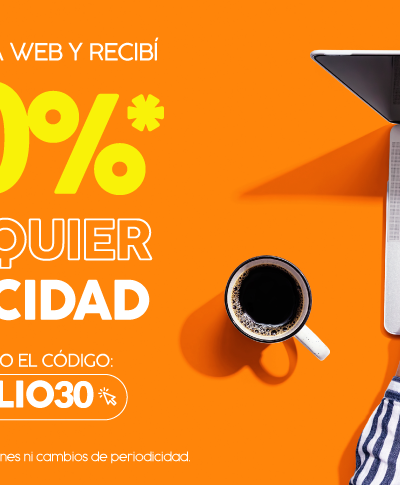 A WEB Y RECIBÍ
0%*
QUIER
CIDAD
O EL CÓDIGO:
LIO30
nes ni cambios de periodicidad.